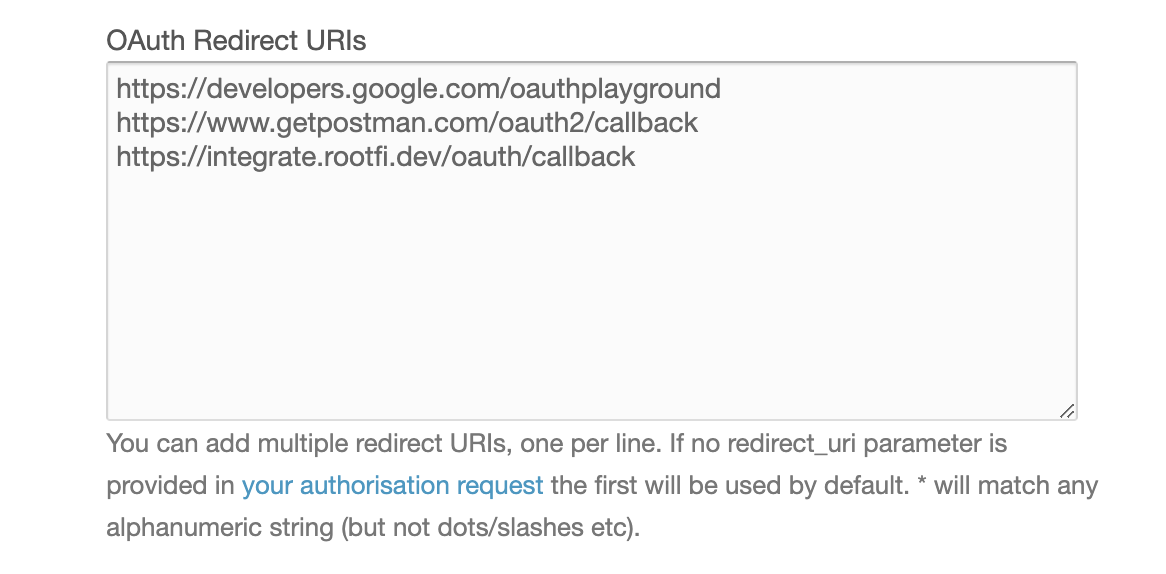 OAuth Redirect URIs
https://developers.google.com/oauthplayground
https://www.getpostman.com/oauth2/callback
https://integrate.rootfi.dev/oauth/callback
You can add multiple redirect URIs, one per line. If no redirect_uri parameter is
provided in your authorisation request the first will be used by default. * will match any
alphanumeric string (but not dots/slashes etc).